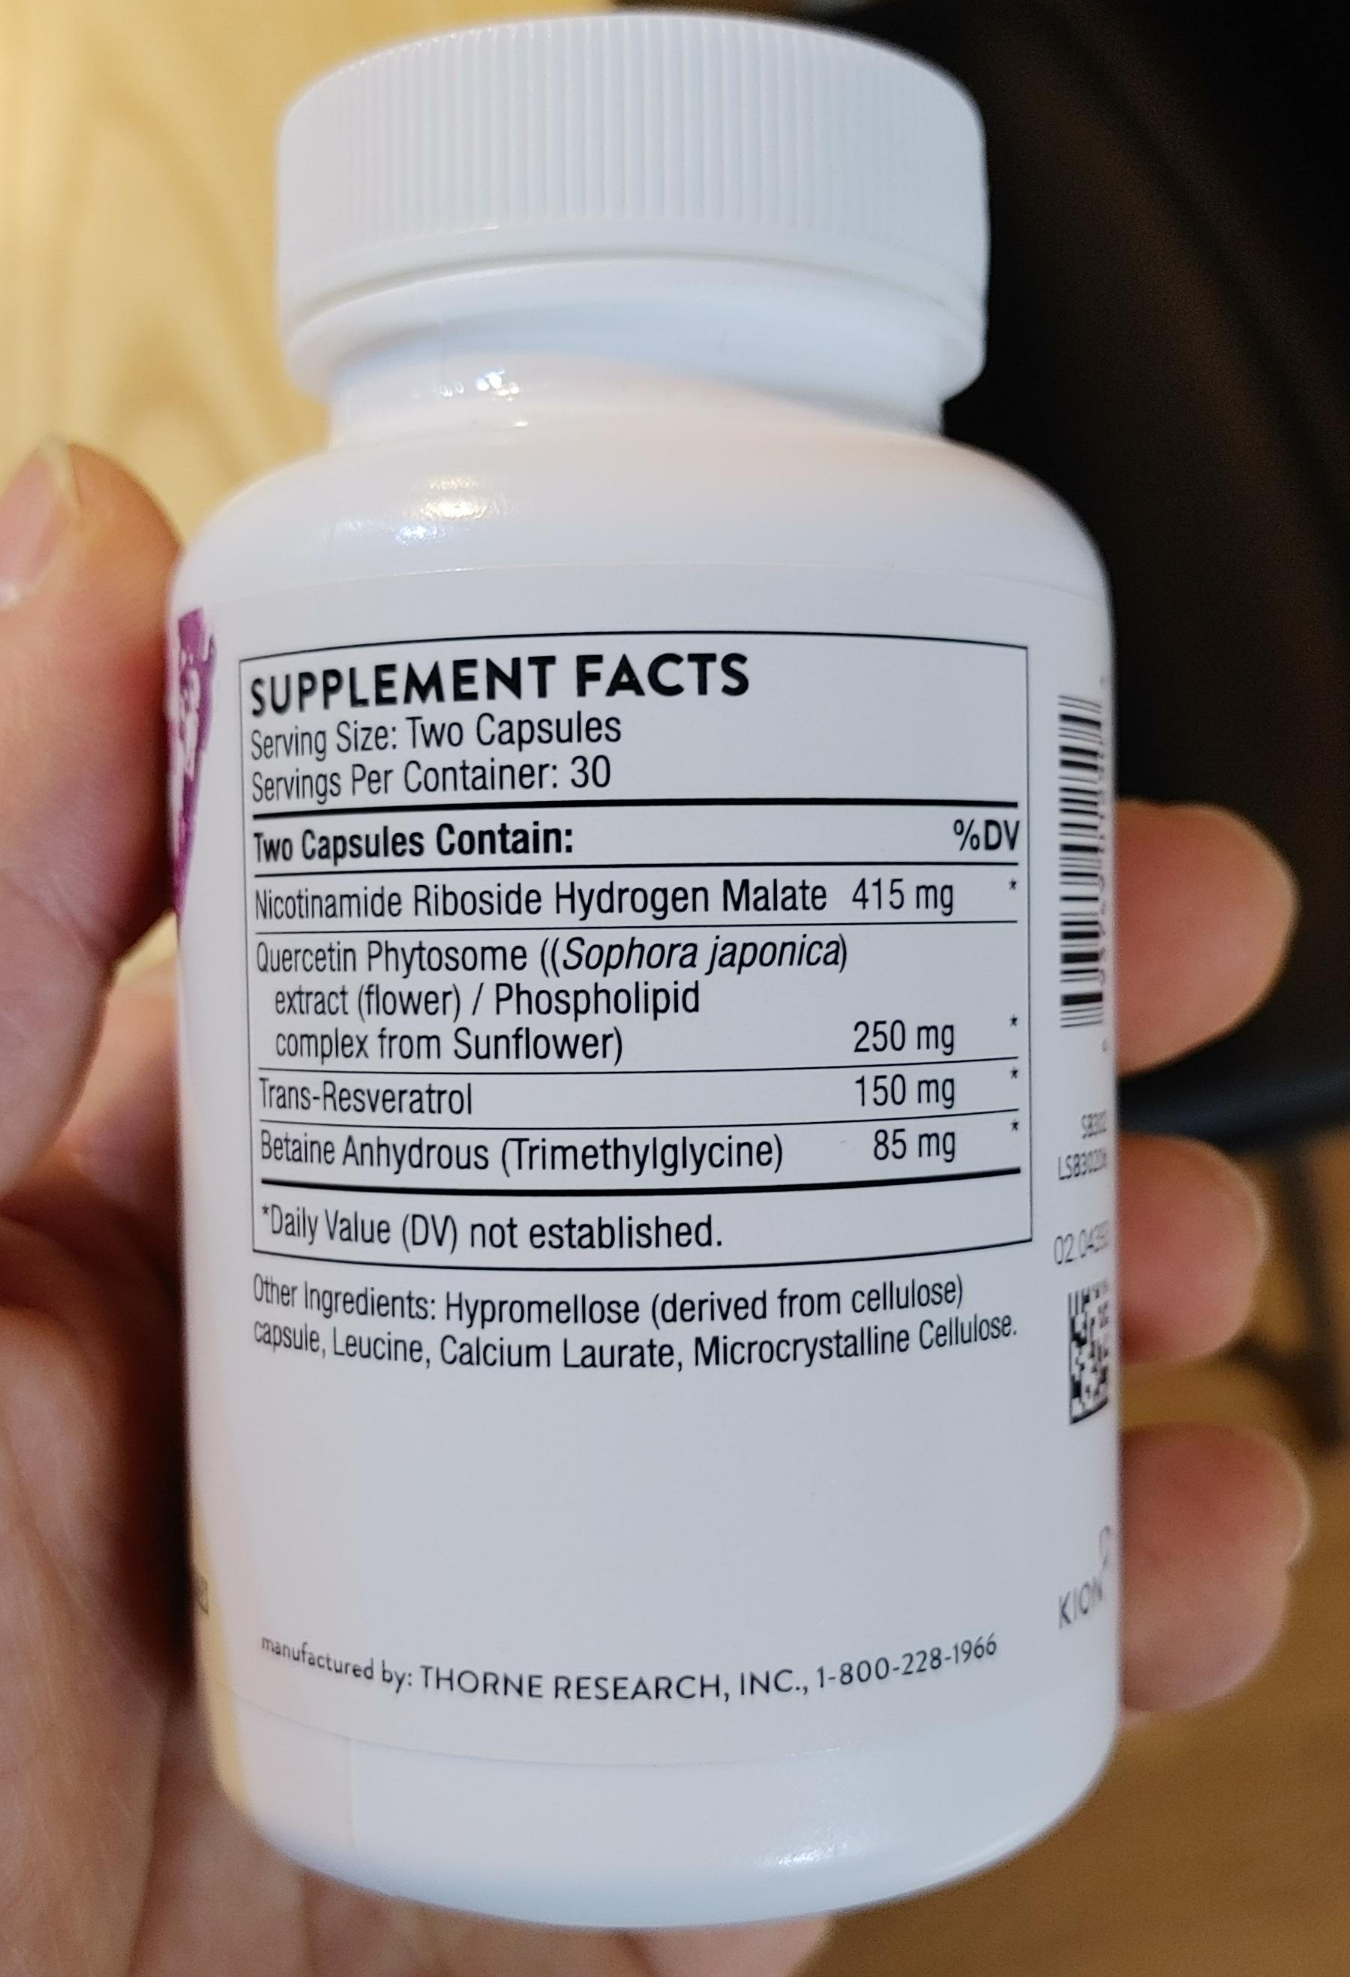 SUPPLEMENT FACTS
Serving Size: Two Capsules
Servings Per Container: 30
Two Capsules Contain: %DV
Nicotinamide Riboside Hydrogen Malate 415 mg *
Quercetin Phytosome ((Sophora japonica)
extract (flower) / Phospholipid
complex from Sunflower) 250 mg *
Trans-Resveratrol 150 mg *
Betaine Anhydrous (Trimethylglycine) 85 mg *
*Daily Value (DV) not established.
Other Ingredients: Hypromellose (derived from cellulose)
capsule, Leucine, Calcium Laurate, Microcrystalline Cellulose.
manufactured by: THORNE RESEARCH, INC., 1-800-228-1966